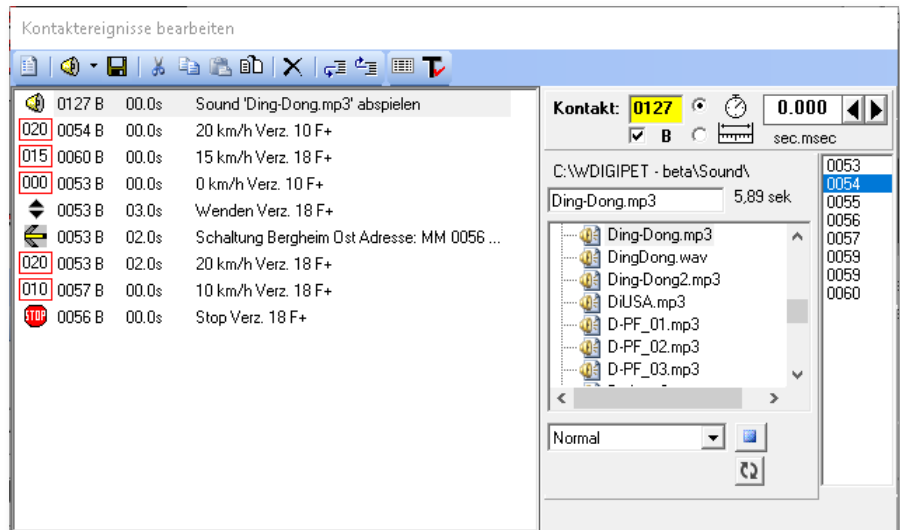 Kontaktereignisse bearbeiten
0127 B 00.0s Sound 'Ding-Dong.mp3' abspielen
020 0054 B 00.0s 20 km/h Verz. 10 F+
015 0060 B 00.0s 15 km/h Verz. 18 F+
000 0053 B 00.0s 0 km/h Verz. 10 F+
0053 B 03.0s Wenden Verz. 18 F+
0053 B 02.0s Schaltung Bergheim Ost Adresse: MM 0056 ...
020 0053 B 02.0s 20 km/h Verz. 18 F+
010 0057 B 00.0s 10 km/h Verz. 18 F+
STOP 0056 B 00.0s Stop Verz. 18 F+
Kontakt: 0127 0.000
B sec.msec
C:\WDIGIPET - beta\Sound\
Ding-Dong.mp3 5,89 sek
Ding-Dong.mp3
DingDong.wav
Ding-Dong2.mp3
DiUSA.mp3
D-PF_01.mp3
D-PF_02.mp3
D-PF_03.mp3
Normal
0053
0054
0055
0056
0057
0059
0059
0060